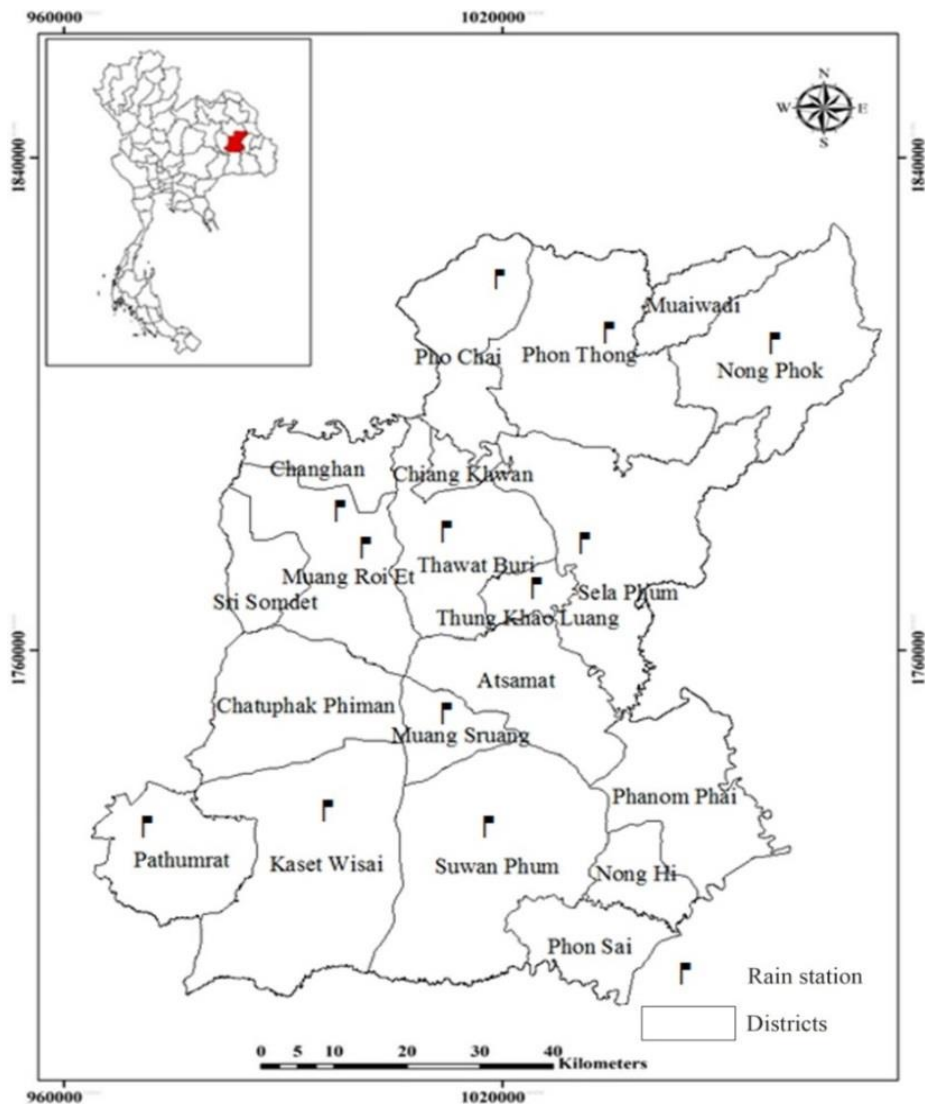 960000
1020000
N
W
E
S
1840000
1840000
Muaiwadi
Pho Chai
Phon Thong
Nong Phok
Changhan
Chiang Khwan
Thawat Buri
Muang Roi Et
Sela Phum
Sri Somdet
Thung Khao Luang
1760000
1760000
Atsamat
Chatuphak Phiman
Muang Sruang
Phanom Phai
Pathumrat
Kaset Wisai
Suwan Phum
Nong Hi
Phon Sai
Rain station
Districts
0 5 10 20 30 40
Kilometers
960000
1020000